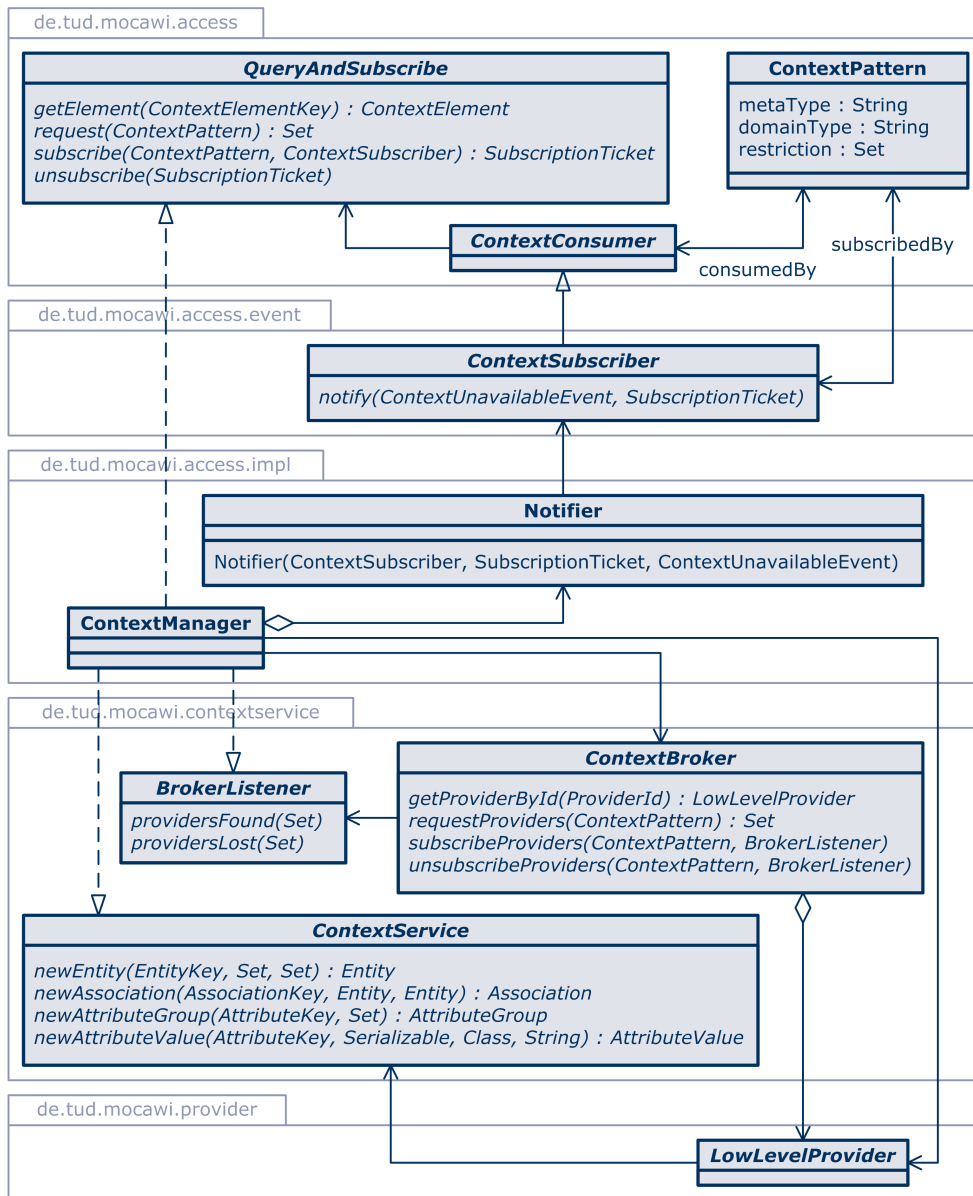 de.tud.mocawi.access
QueryAndSubscribe
getElement(ContextElementKey) : ContextElement
request(ContextPattern) : Set
subscribe(ContextPattern, ContextSubscriber) : SubscriptionTicket
unsubscribe(SubscriptionTicket)
ContextPattern
metaType : String
domainType : String
restriction : Set
ContextConsumer
consumedBy
subscribedBy
de.tud.mocawi.access.event
ContextSubscriber
notify(ContextUnavailableEvent, SubscriptionTicket)
de.tud.mocawi.access.impl
Notifier
Notifier(ContextSubscriber, SubscriptionTicket, ContextUnavailableEvent)
ContextManager
de.tud.mocawi.contextservice
BrokerListener
providersFound(Set)
providersLost(Set)
ContextBroker
getProviderById(ProviderId) : LowLevelProvider
requestProviders(ContextPattern) : Set
subscribeProviders(ContextPattern, BrokerListener)
unsubscribeProviders(ContextPattern, BrokerListener)
ContextService
newEntity(EntityKey, Set, Set) : Entity
newAssociation(AssociationKey, Entity, Entity) : Association
newAttributeGroup(AttributeKey, Set) : AttributeGroup
newAttributeValue(AttributeKey, Serializable, Class, String) : AttributeValue
de.tud.mocawi.provider
LowLevelProvider